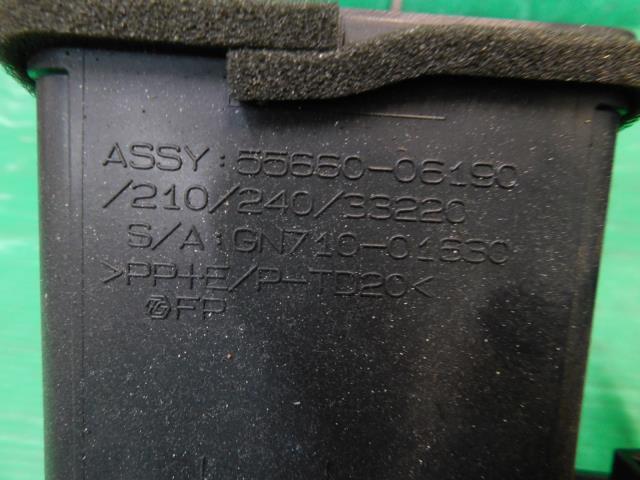 ASSY:55660-06190
/210/240/33220
S/A:GN710-01630
>PP+E/P-TD20<
FP